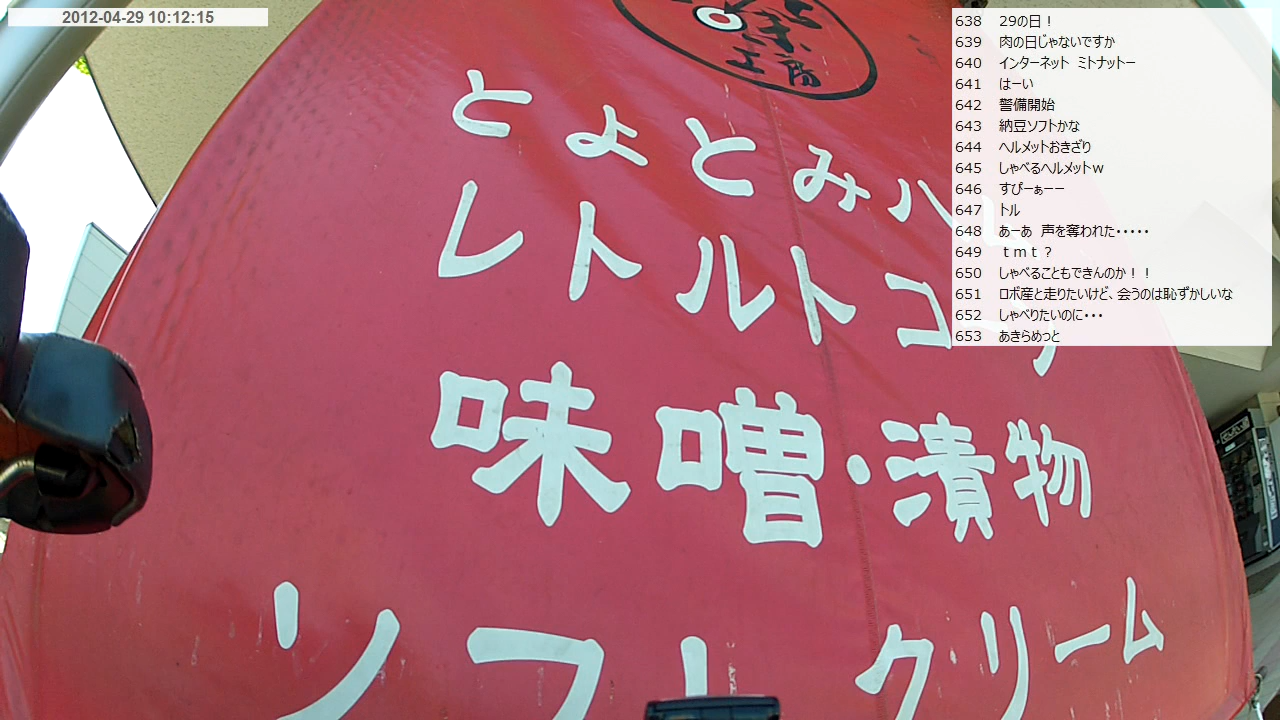 2012-04-29 10:12:15
とよとみハム
レトルトコーナー
味噌・漬物
ソフトクリーム
638 29の日！
639 肉の日じゃないですか
640 インターネット ミトナットー
641 はーい
642 警備開始
643 納豆ソフトかな
644 ヘルメットおきざり
645 しゃべるヘルメットｗ
646 すぴーぁーー
647 トル
648 あーあ 声を奪われた・・・・・
649 ｔｍｔ？
650 しゃべることもできんのか！！
651 ロボ産と走りたいけど、会うのは恥ずかしいな
652 しゃべりたいのに・・・
653 あきらめっと